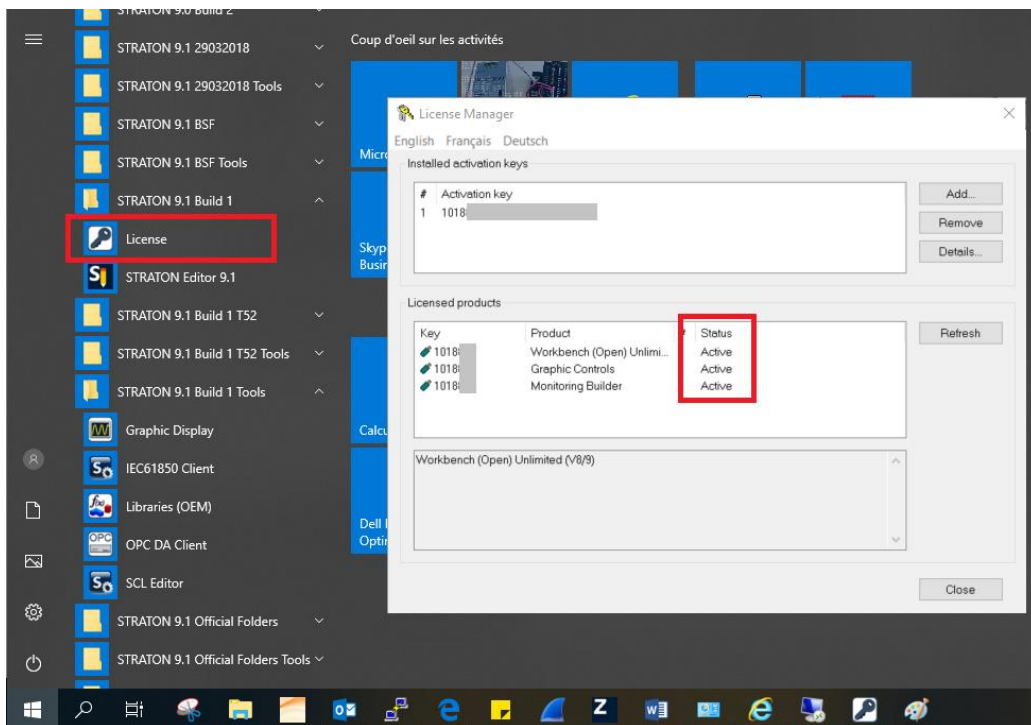 STRATON 9.0 Build 2
STRATON 9.1 29032018
STRATON 9.1 29032018 Tools
STRATON 9.1 BSF
STRATON 9.1 BSF Tools
STRATON 9.1 Build 1
License
STRATON Editor 9.1
STRATON 9.1 Build 1 T52
STRATON 9.1 Build 1 T52 Tools
STRATON 9.1 Build 1 Tools
Graphic Display
IEC61850 Client
Libraries (OEM)
OPC DA Client
SCL Editor
STRATON 9.1 Official Folders
STRATON 9.1 Official Folders Tools
Coup d'oeil sur les activités
Micro
Skyp
Busir
Calcu
Dell
Optir
License Manager
English Français Deutsch
Installed activation keys
# Activation key
1 1018
Add...
Remove
Details...
Licensed products
Key Product # Status
1018 Workbench (Open) Unlimi... Active
1018 Graphic Controls Active
1018 Monitoring Builder Active
Refresh
Workbench (Open) Unlimited (V8/9)
Close